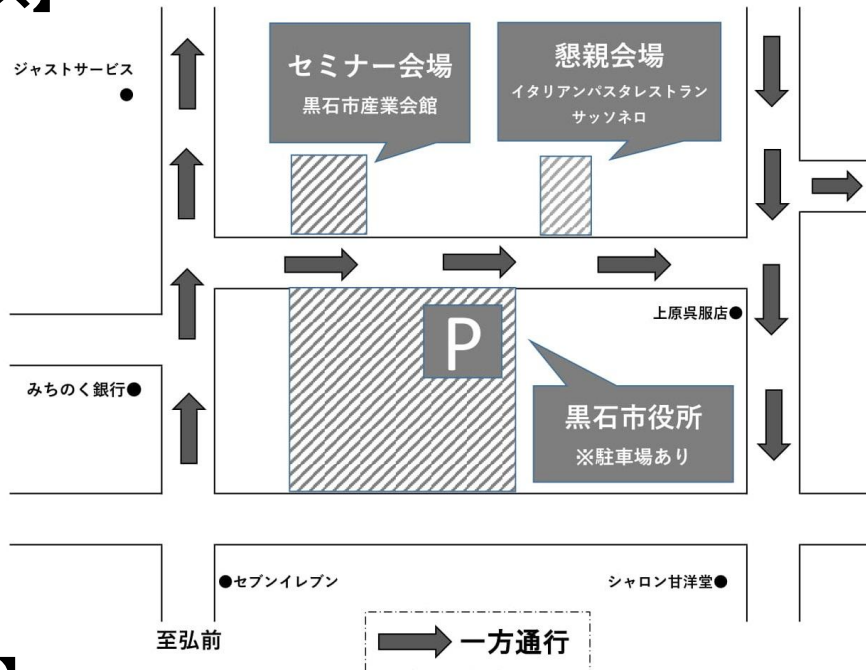 ジャストサービス
セミナー会場
黒石市産業会館
懇親会場
イタリアンパスタレストラン
サッソネロ
上原呉服店
P
みちのく銀行
黒石市役所
※駐車場あり
セブンイレブン
シャロン甘洋堂
至弘前
一方通行